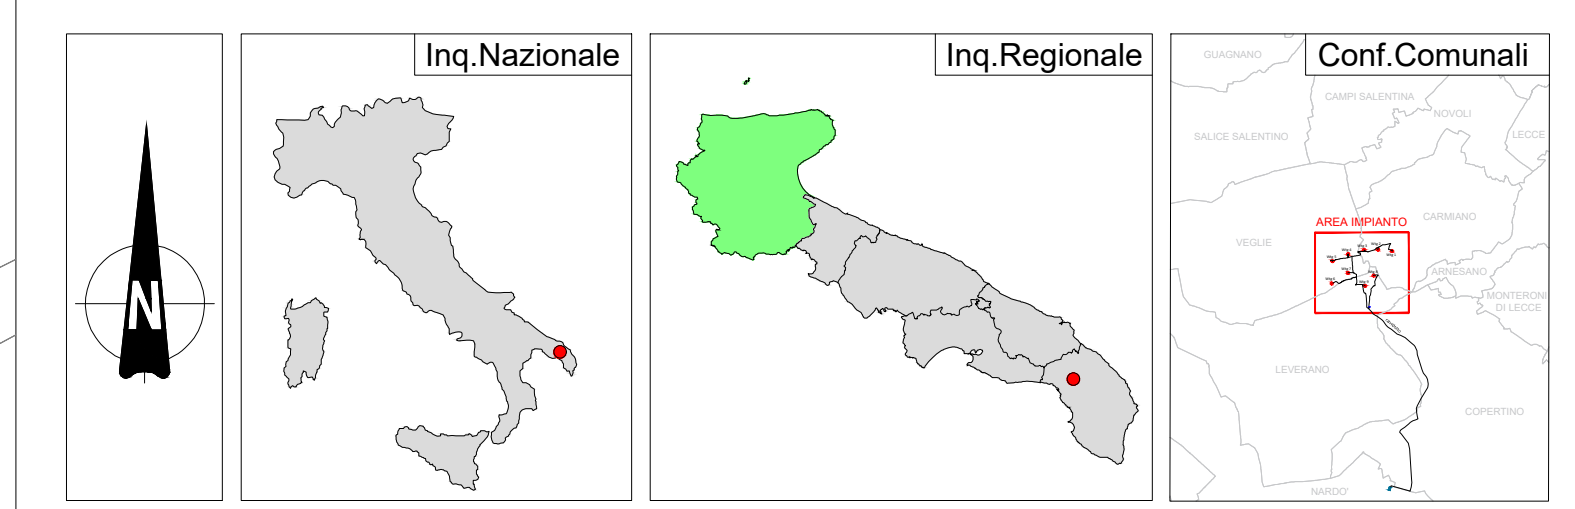 N
Inq.Nazionale
Inq.Regionale
Conf.Comunali
GUAGNANO
CAMPI SALENTINA
NOVOLI
SALICE SALENTINO
LECCE
AREA IMPIANTO
CARMIANO
VEGLIE
ARNESANO
MONTERONI
DI LECCE
LEVERANO
COPERTINO
NARDO'